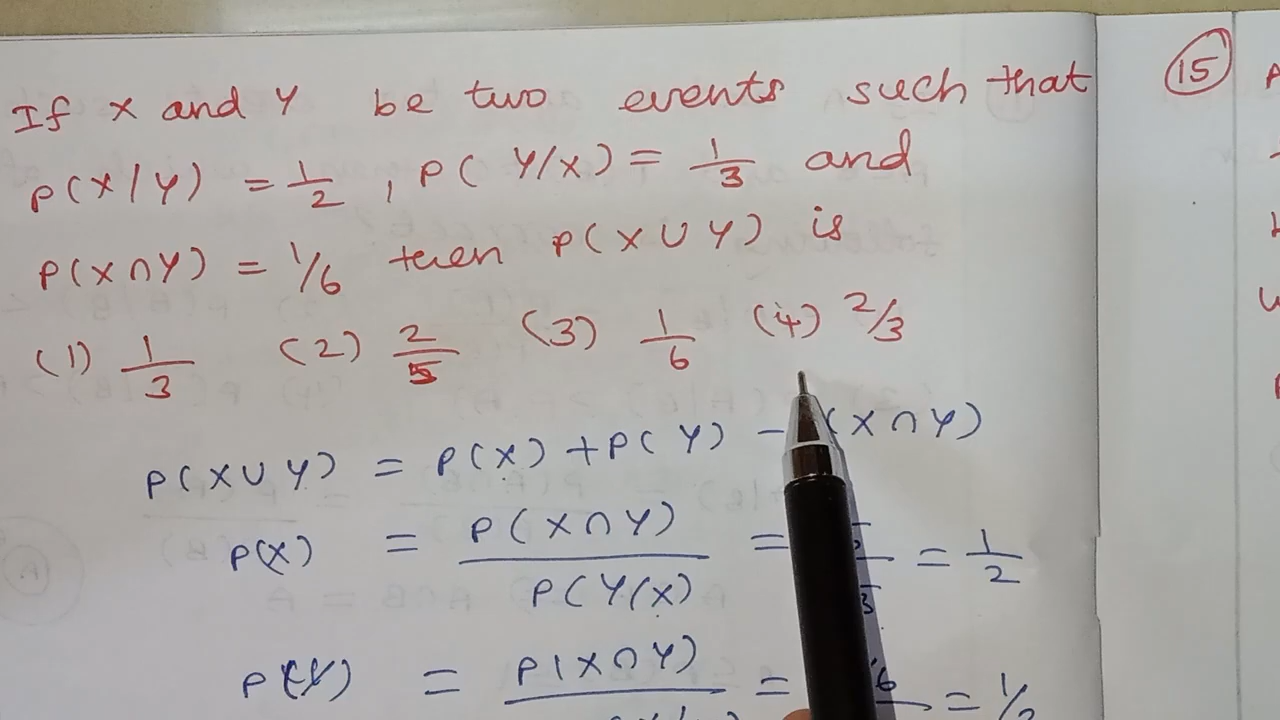 If x and Y be two events such that
P(X/Y) = 1/2, P(Y/X) = 1/3 and
P(X∩Y) = 1/6 then P(X∪Y) is
(1) 1/3 (2) 2/5 (3) 1/6 (4) 2/3
P(X∪Y) = P(X) + P(Y) - (X∩Y)
P(X) = P(X∩Y) / P(Y/X) = = 1/2
P(Y) = P(X∩Y) =
15